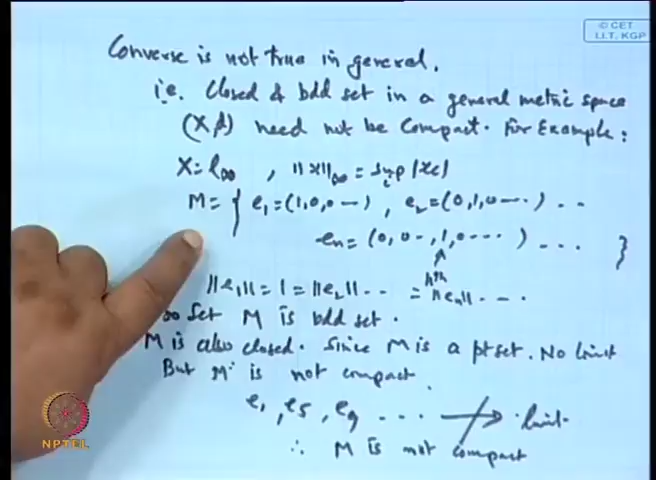 © CET
I.I.T. KGP
Converse is not true in general.
i.e. Closed & bdd set in a general metric space
(X,d) need not be Compact. For Example:
X = l∞ , ||x||∞ = sup_i |xi|
M = { e1 = (1,0,0 —) , e2 = (0,1,0 —...) ..
en = (0, 0 -, 1, 0 ---- ) ... }
nth
||e1|| = 1 = ||e2|| .. = ||en|| ....
So Set M is bdd set.
M is also closed. Since M is a pt set. No limit
But M is not compact.
e1, e5, e9 .... limit
∴ M is not compact
NPTEL